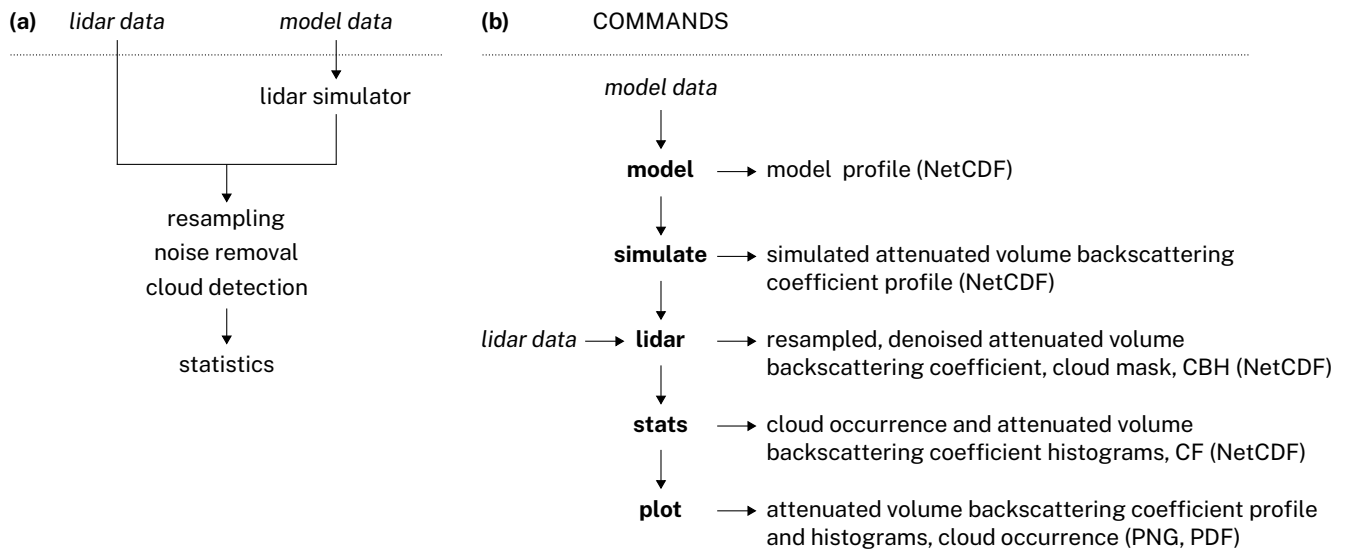 (a)
lidar data
model data
lidar simulator
resampling
noise removal
cloud detection
statistics
(b) COMMANDS
model data
model
model profile (NetCDF)
simulate
simulated attenuated volume backscattering
coefficient profile (NetCDF)
lidar data
lidar
resampled, denoised attenuated volume
backscattering coefficient, cloud mask, CBH (NetCDF)
stats
cloud occurrence and attenuated volume
backscattering coefficient histograms, CF (NetCDF)
plot
attenuated volume backscattering coefficient profile
and histograms, cloud occurrence (PNG, PDF)